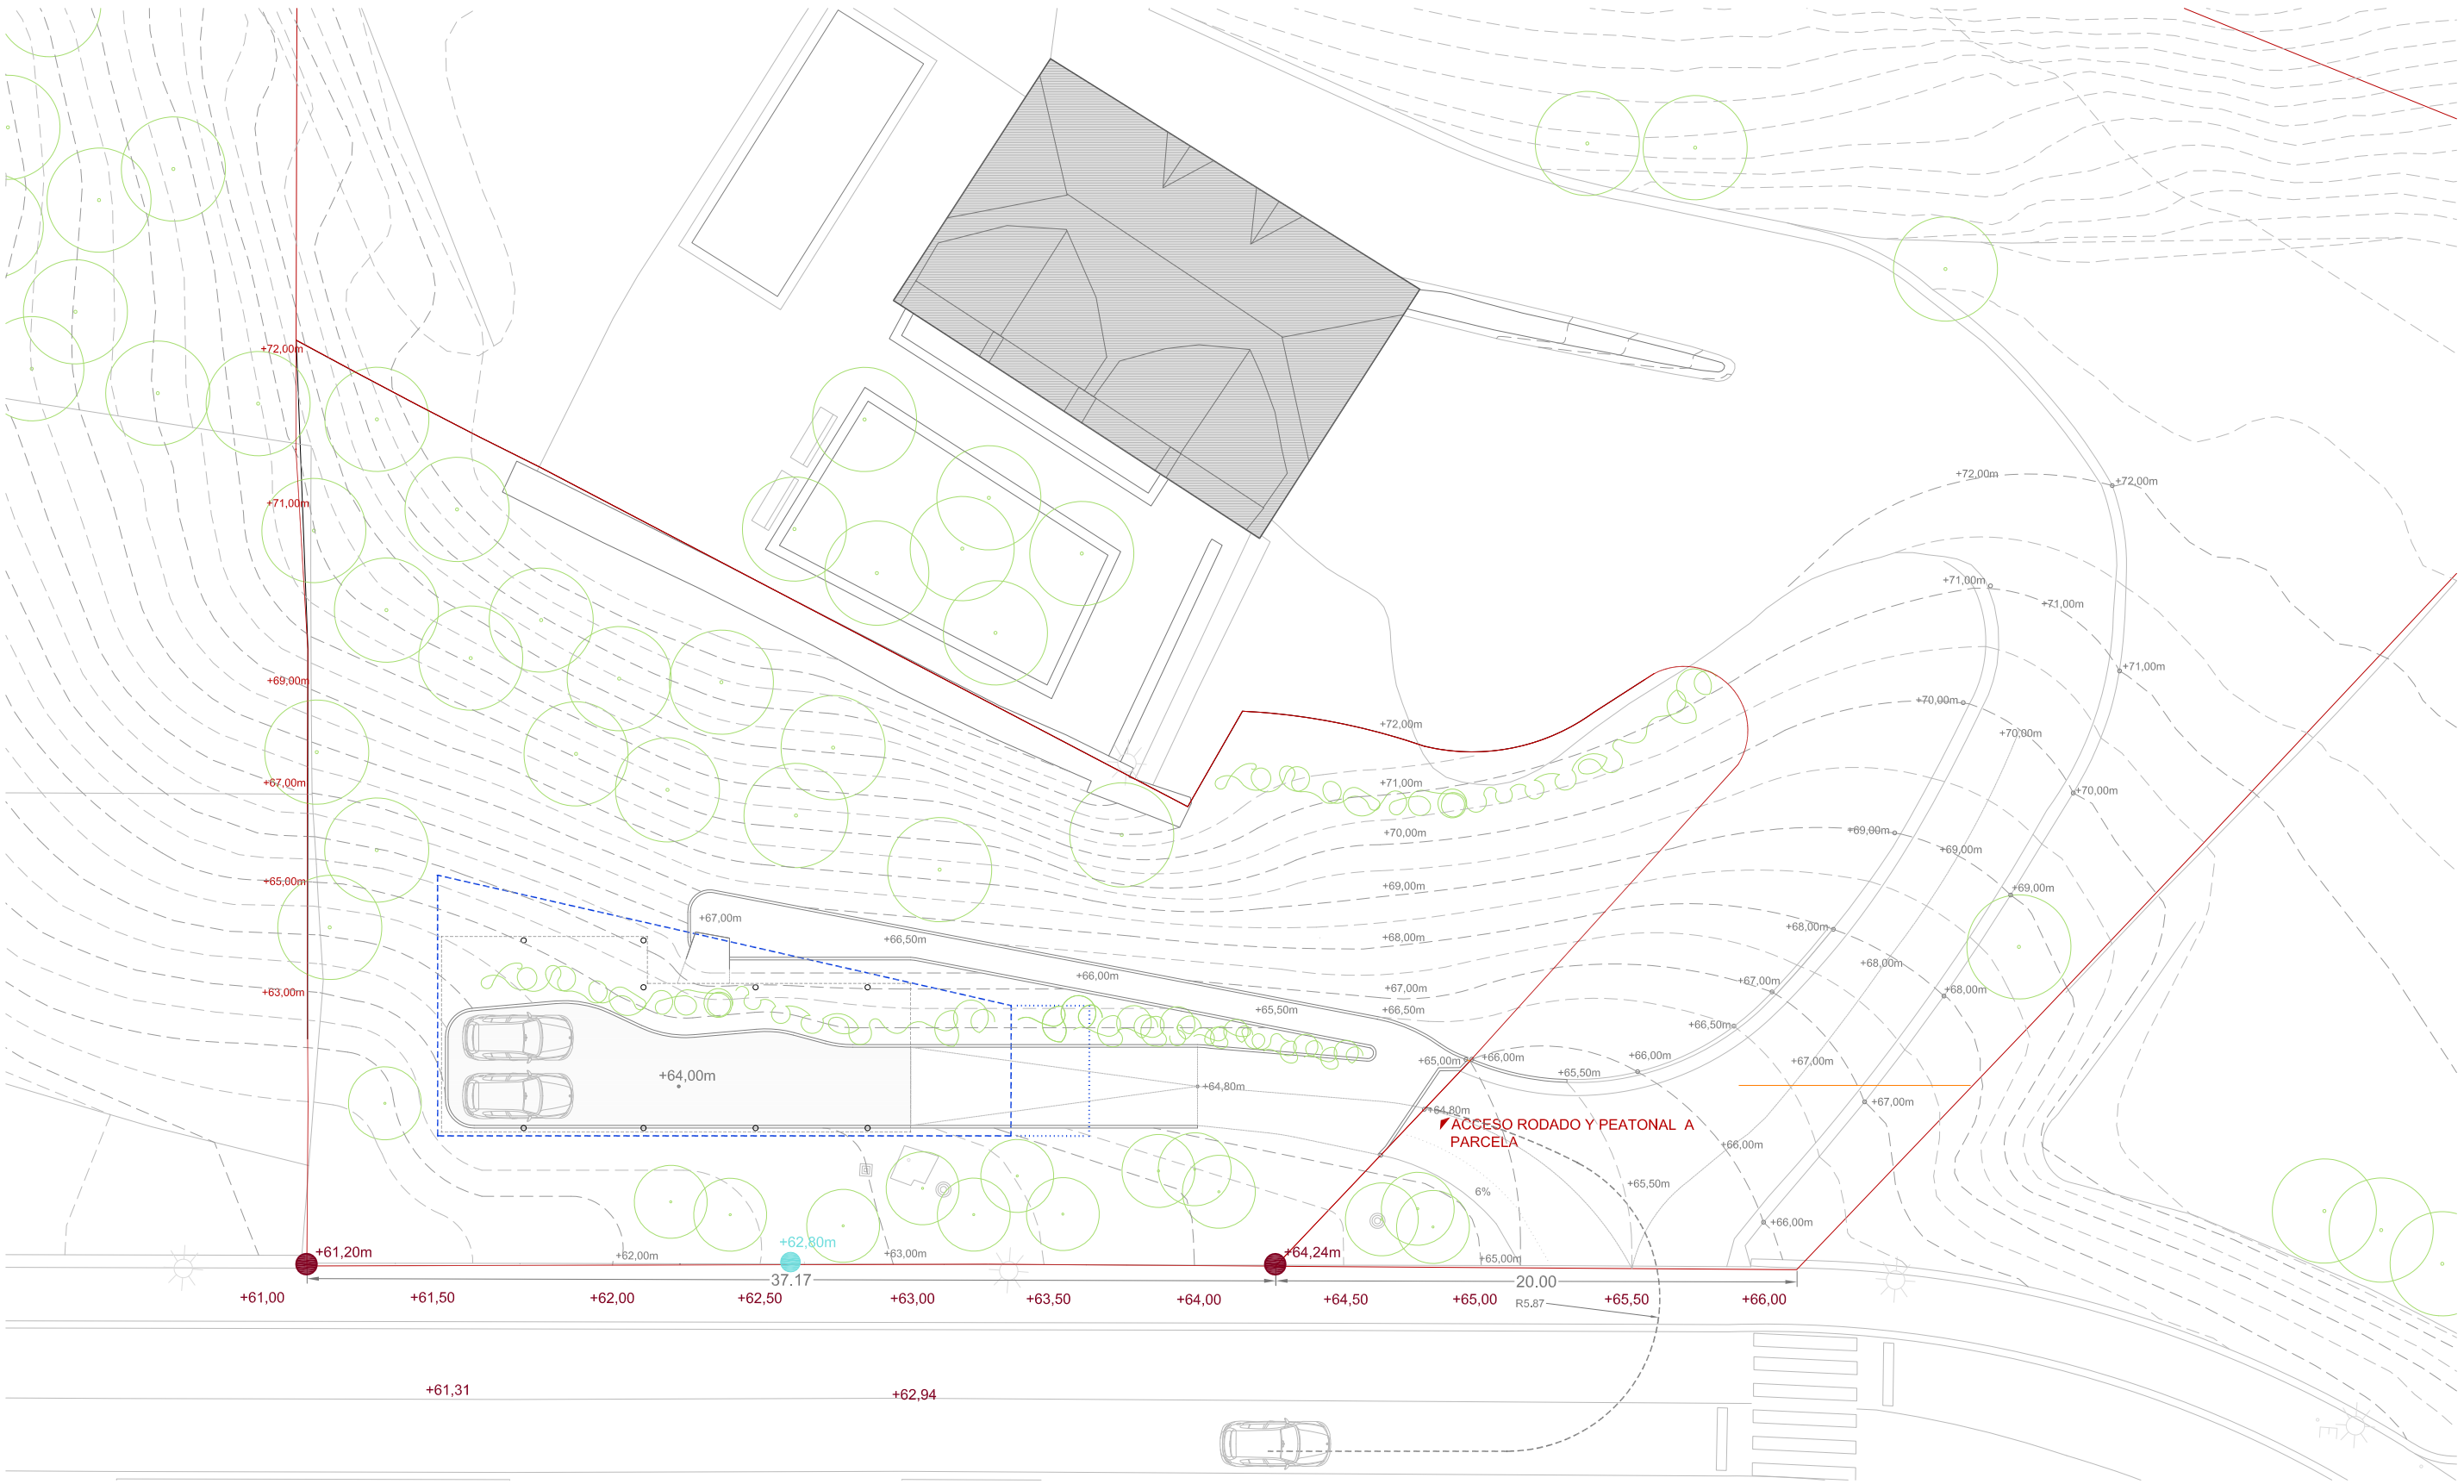 +72,00m
+72,00m
+72,00m
+71,00m
+71,00m
+71,00m
+71,00m
+69,00m
+70,00m
+72,00m
+70,00m
+67,00m
+71,00m
+70,00m
+70,00m
+69,00m
+69,00m
+65,00m
+69,00m
+69,00m
+67,00m
+68,00m
+66,50m
+68,00m
+68,00m
+66,00m
+67,00m
+63,00m
+67,00m
+68,00m
+65,50m
+66,50m
+66,50m
+65,00m
+66,00m
+66,00m
+67,00m
+64,00m
+65,50m
+64,80m
+67,00m
+64,80m
ACCESO RODADO Y PEATONAL A
PARCELA
+66,00m
6%
+65,50m
+66,00m
+62,80m
+61,20m
+62,00m
+63,00m
+64,24m
+65,00m
37.17
20.00
+61,00
+61,50
+62,00
+62,50
+63,00
+63,50
+64,00
+64,50
+65,00
R5.87
+65,50
+66,00
+61,31
+62,94